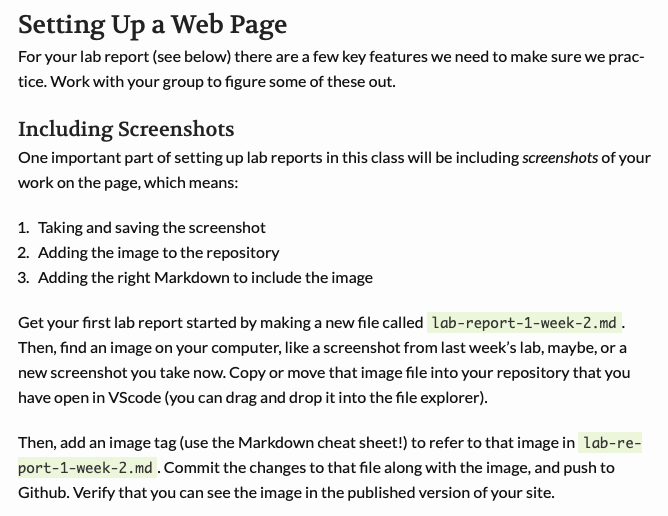 Setting Up a Web Page
For your lab report (see below) there are a few key features we need to make sure we prac-
tice. Work with your group to figure some of these out.
Including Screenshots
One important part of setting up lab reports in this class will be including screenshots of your
work on the page, which means:
1. Taking and saving the screenshot
2. Adding the image to the repository
3. Adding the right Markdown to include the image
Get your first lab report started by making a new file called lab-report-1-week-2.md.
Then, find an image on your computer, like a screenshot from last week’s lab, maybe, or a
new screenshot you take now. Copy or move that image file into your repository that you
have open in VScode (you can drag and drop it into the file explorer).
Then, add an image tag (use the Markdown cheat sheet!) to refer to that image in lab-re-
port-1-week-2.md. Commit the changes to that file along with the image, and push to
Github. Verify that you can see the image in the published version of your site.